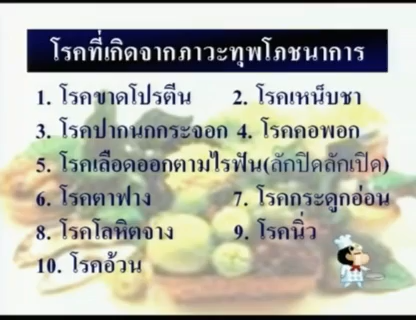 โรคที่เกิดจากภาวะทุพโภชนาการ
1. โรคขาดโปรตีน 2. โรคเหน็บชา
3. โรคปากนกกระจอก 4. โรคคอพอก
5. โรคเลือดออกตามไรฟัน(ลักปิดลักเปิด)
6. โรคตาฟาง 7. โรคกระดูกอ่อน
8. โรคโลหิตจาง 9. โรคนิ่ว
10. โรคอ้วน